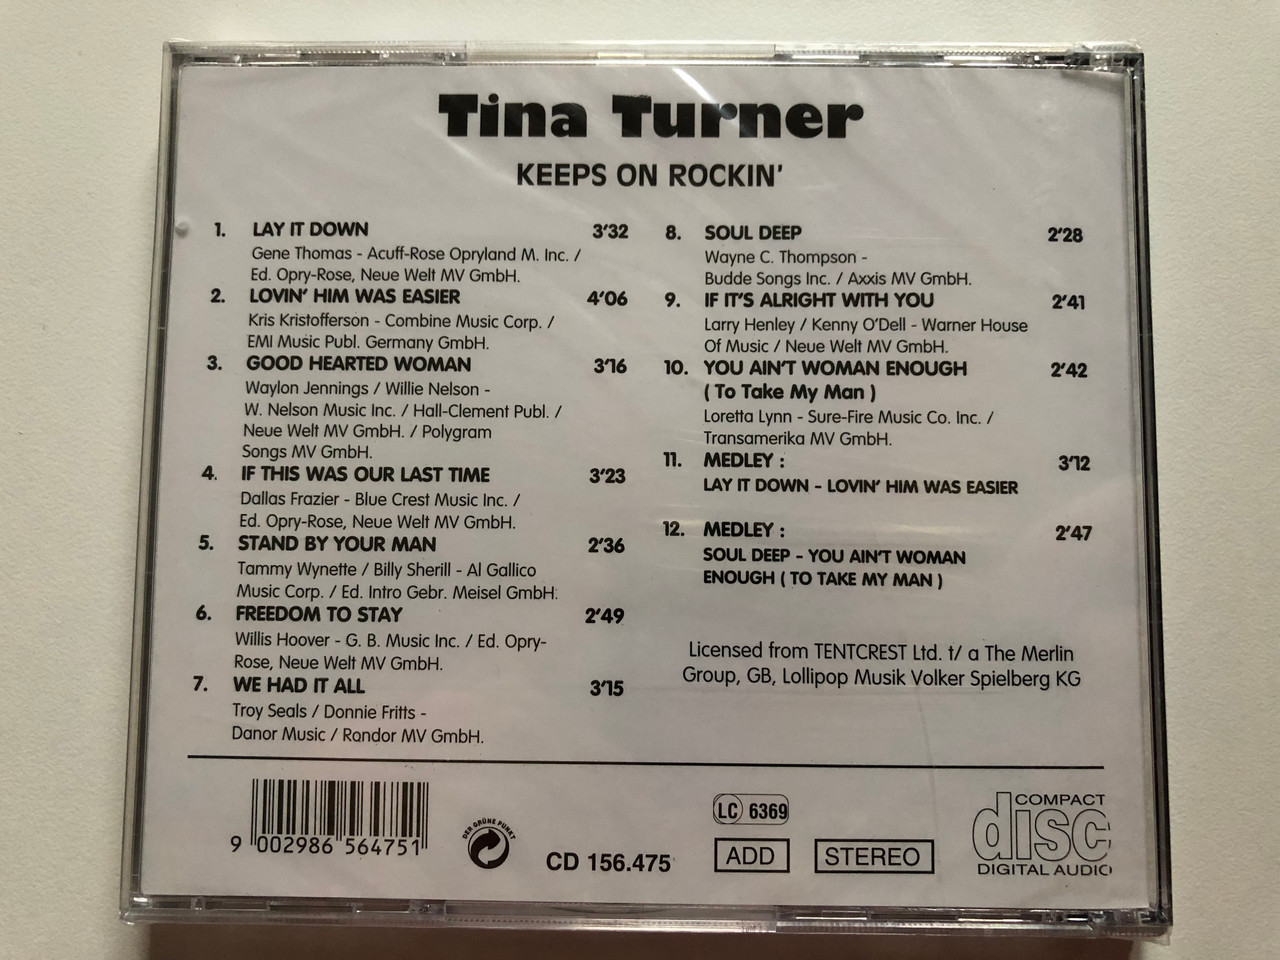 Tina Turner
KEEPS ON ROCKIN'
1. LAY IT DOWN 3'32
Gene Thomas - Acuff-Rose Opryland M. Inc. /
Ed. Opry-Rose, Neue Welt MV GmbH.
2. LOVIN' HIM WAS EASIER 4'06
Kris Kristofferson - Combine Music Corp. /
EMI Music Publ. Germany GmbH.
3. GOOD HEARTED WOMAN 3'16
Waylon Jennings / Willie Nelson -
W. Nelson Music Inc. / Hall-Clement Publ. /
Neue Welt MV GmbH. / Polygram
Songs MV GmbH.
4. IF THIS WAS OUR LAST TIME 3'23
Dallas Frazier - Blue Crest Music Inc. /
Ed. Opry-Rose, Neue Welt MV GmbH.
5. STAND BY YOUR MAN 2'36
Tammy Wynette / Billy Sherill - Al Gallico
Music Corp. / Ed. Intro Gebr. Meisel GmbH.
6. FREEDOM TO STAY 2'49
Willis Hoover - G. B. Music Inc. / Ed. Opry-
Rose, Neue Welt MV GmbH.
7. WE HAD IT ALL 3'15
Troy Seals / Donnie Fritts -
Danor Music / Randor MV GmbH.
8. SOUL DEEP 2'28
Wayne C. Thompson -
Budde Songs Inc. / Axxis MV GmbH.
9. IF IT'S ALRIGHT WITH YOU 2'41
Larry Henley / Kenny O'Dell - Warner House
Of Music / Neue Welt MV GmbH.
10. YOU AIN'T WOMAN ENOUGH 2'42
( To Take My Man )
Loretta Lynn - Sure-Fire Music Co. Inc. /
Transamerika MV GmbH.
11. MEDLEY : 3'12
LAY IT DOWN - LOVIN' HIM WAS EASIER
12. MEDLEY : 2'47
SOUL DEEP - YOU AIN'T WOMAN
ENOUGH ( TO TAKE MY MAN )
Licensed from TENTCREST Ltd. t/ a The Merlin
Group, GB, Lollipop Musik Volker Spielberg KG
9 002986 564751
DER GRÜNE PUNKT
CD 156.475
LC 6369
ADD
STEREO
COMPACT
disc
DIGITAL AUDIO